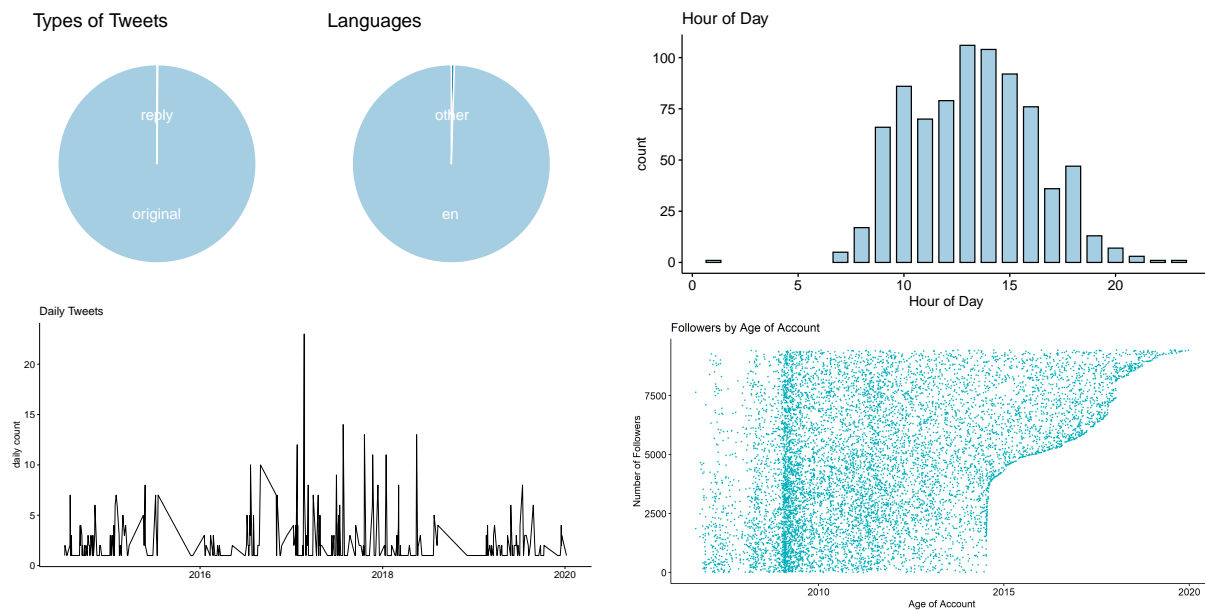 Types of Tweets
reply
original
Languages
other
en
Hour of Day
count
100
75
50
25
0
0 5 10 15 20
Hour of Day
Daily Tweets
daily count
20
15
10
5
0
2016 2018 2020
Followers by Age of Account
Number of Followers
7500
5000
2500
0
2010 2015 2020
Age of Account